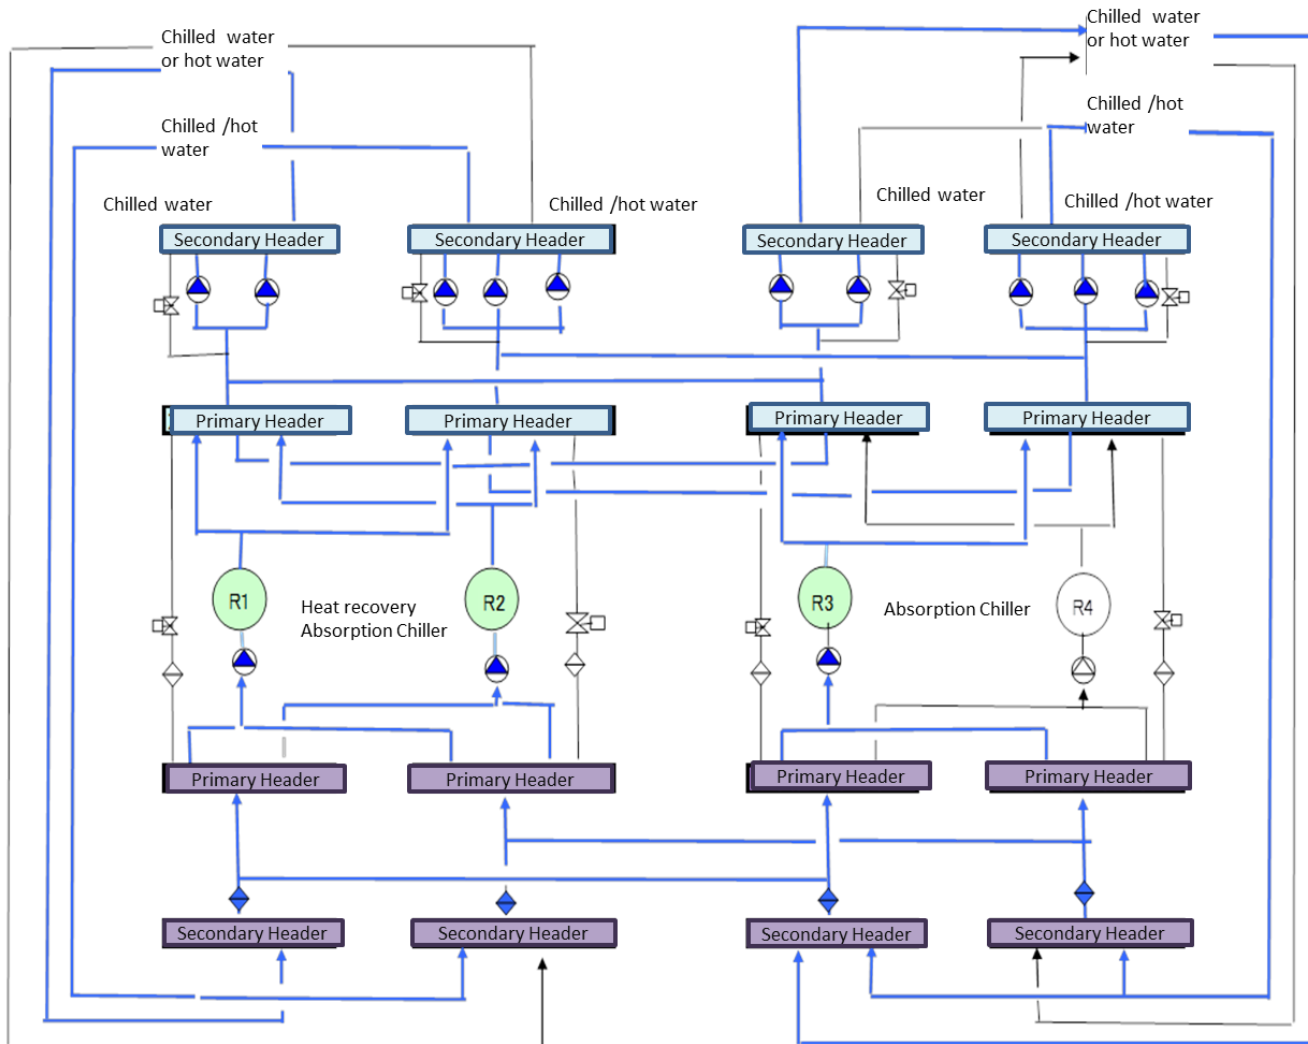 Chilled water
or hot water
Chilled water
or hot water
Chilled /hot
water
Chilled /hot
water
Chilled water
Chilled /hot water
Chilled water
Chilled /hot water
Secondary Header
Secondary Header
Secondary Header
Secondary Header
Primary Header
Primary Header
Primary Header
Primary Header
R1
Heat recovery
Absorption Chiller
R2
R3
Absorption Chiller
R4
Primary Header
Primary Header
Primary Header
Primary Header
Secondary Header
Secondary Header
Secondary Header
Secondary Header